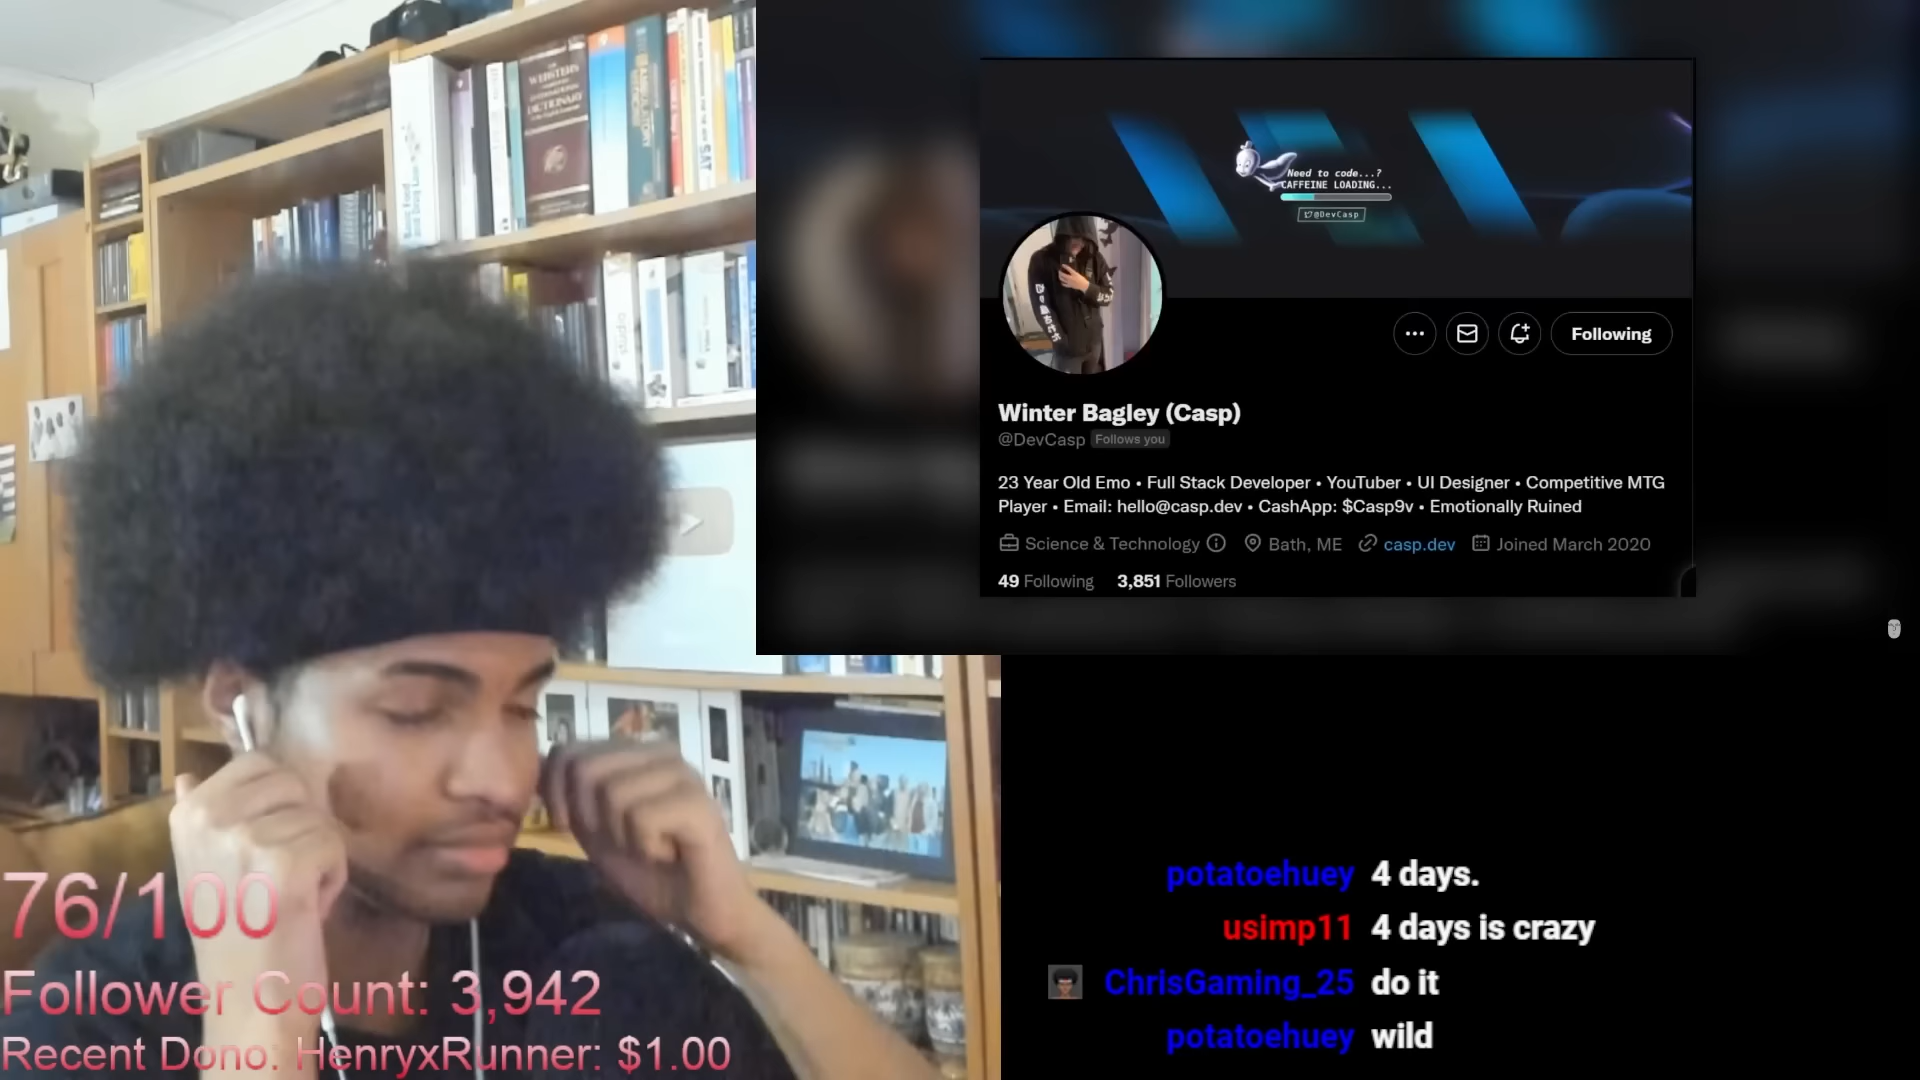 WEBSTER'S
DICTIONARY
SAT
Need to code...?
CAFFEINE LOADING...
@DevCasp
Following
Winter Bagley (Casp)
@DevCasp Follows you
23 Year Old Emo • Full Stack Developer • YouTuber • UI Designer • Competitive MTG
Player • Email: hello@casp.dev • CashApp: $Casp9v • Emotionally Ruined
Science & Technology Bath, ME casp.dev Joined March 2020
49 Following 3,851 Followers
76/100
Follower Count: 3,942
Recent Dono: HenryxRunner: $1.00
potatoehuey 4 days.
usimp11 4 days is crazy
ChrisGaming_25 do it
potatoehuey wild